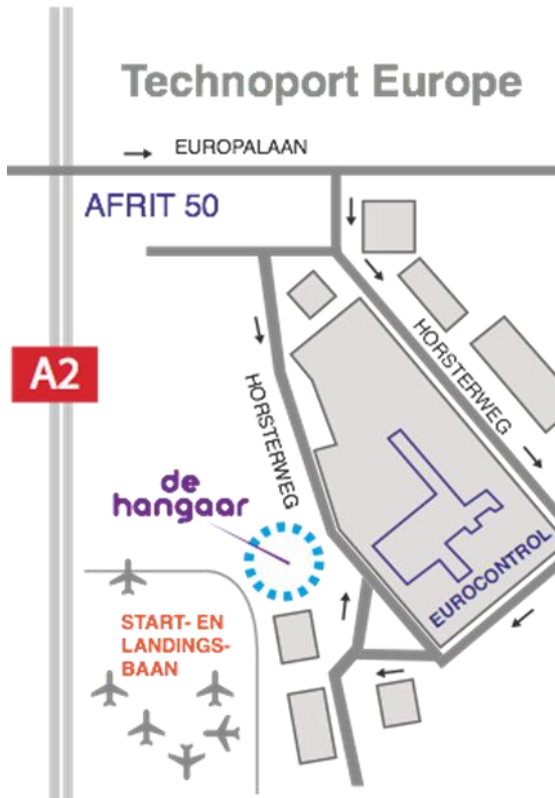 Technoport Europe
EUROPALAAN
AFRIT 50
A2
HORSTERWEG
HORSTERWEG
de
hangaar
EUROCONTROL
START- EN
LANDINGS-
BAAN